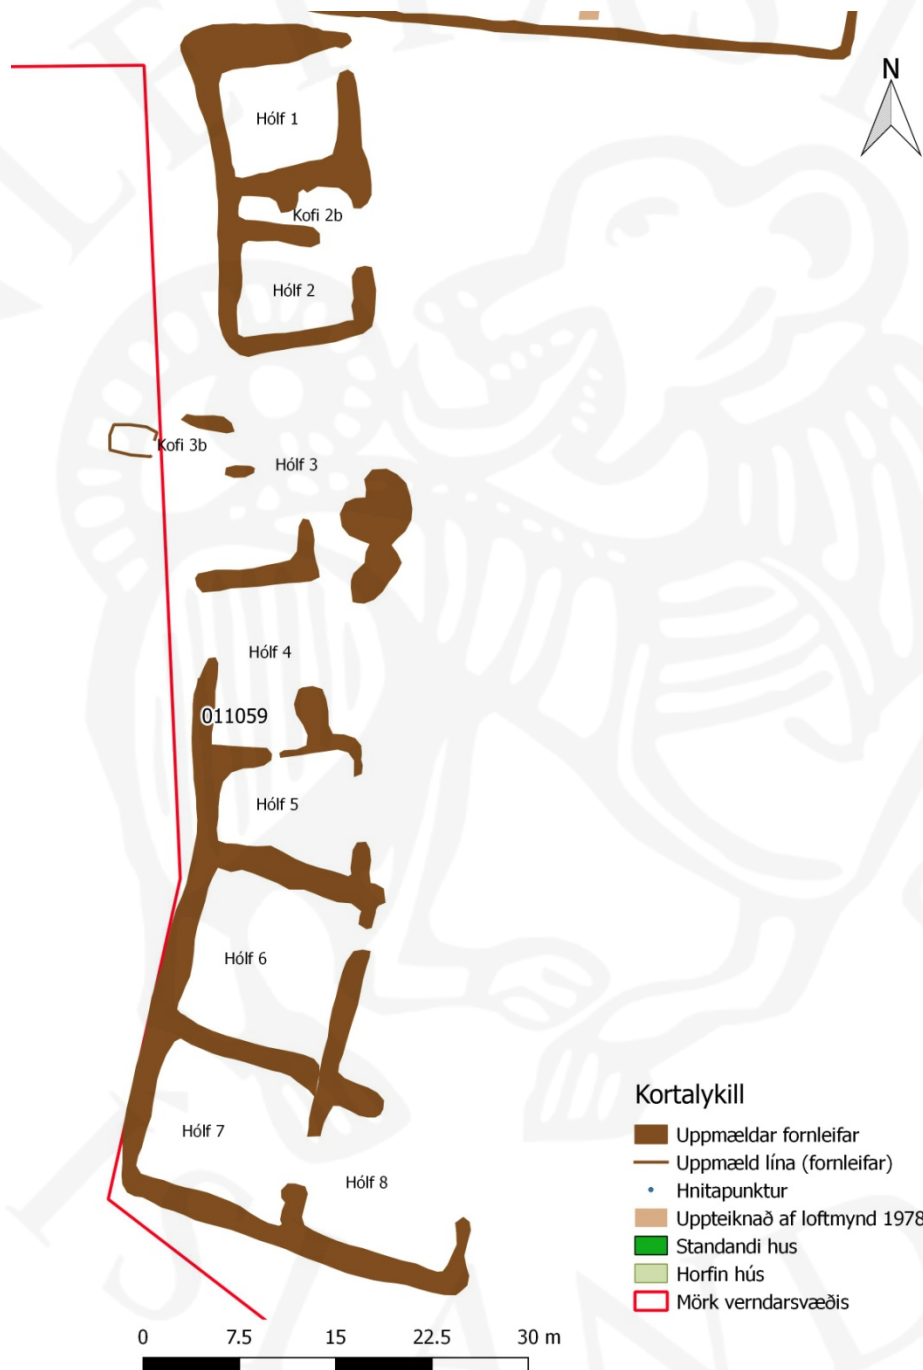 N
Hólf 1
Kofi 2b
Hólf 2
Kofi 3b
Hólf 3
Hólf 4
011059
Hólf 5
Hólf 6
Hólf 7
Hólf 8
Kortalykill
Uppmældar fornleifar
Uppmæld lína (fornleifar)
Hnitapunktur
Uppteiknað af loftmynd 1978
Standandi hus
Horfin hús
Mörk verndarsvæðis
0 7.5 15 22.5 30 m